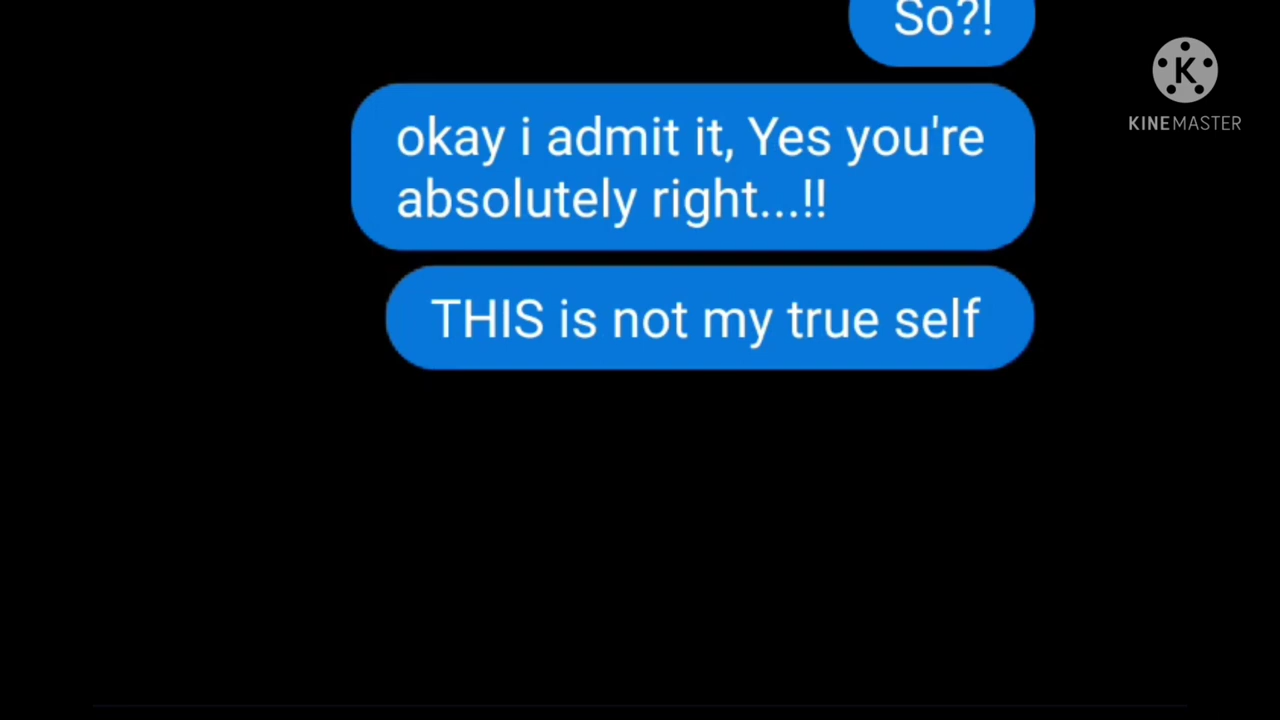 So?!
okay i admit it, Yes you're
absolutely right...!!
THIS is not my true self
K
KINEMASTER